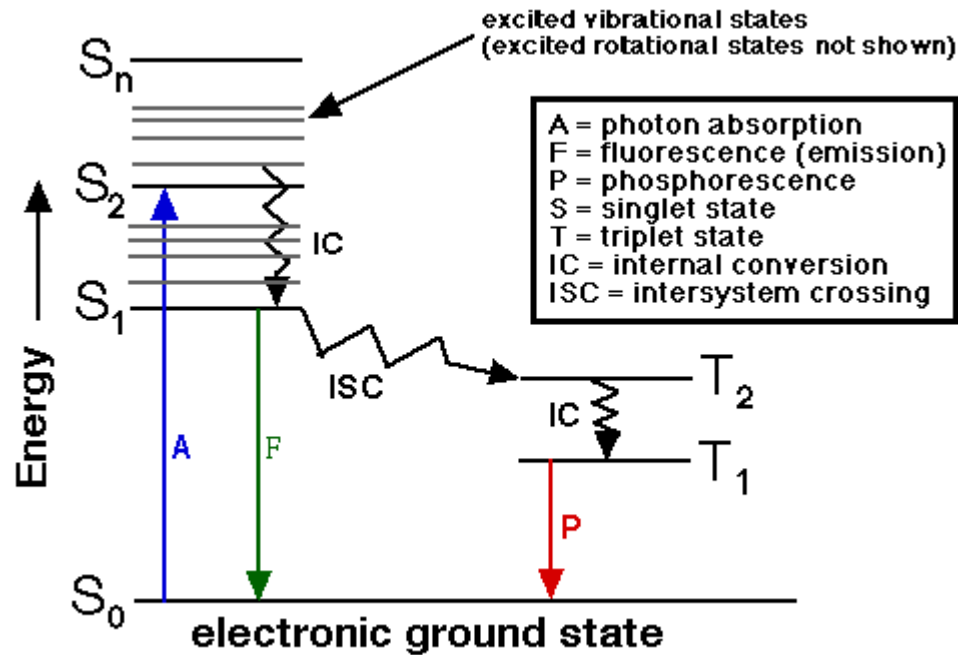 excited vibrational states
(excited rotational states not shown)
Sn
A = photon absorption
F = fluorescence (emission)
P = phosphorescence
S = singlet state
T = triplet state
IC = internal conversion
ISC = intersystem crossing
S2
IC
S1
Energy
ISC
T2
IC
A
F
T1
P
S0
electronic ground state